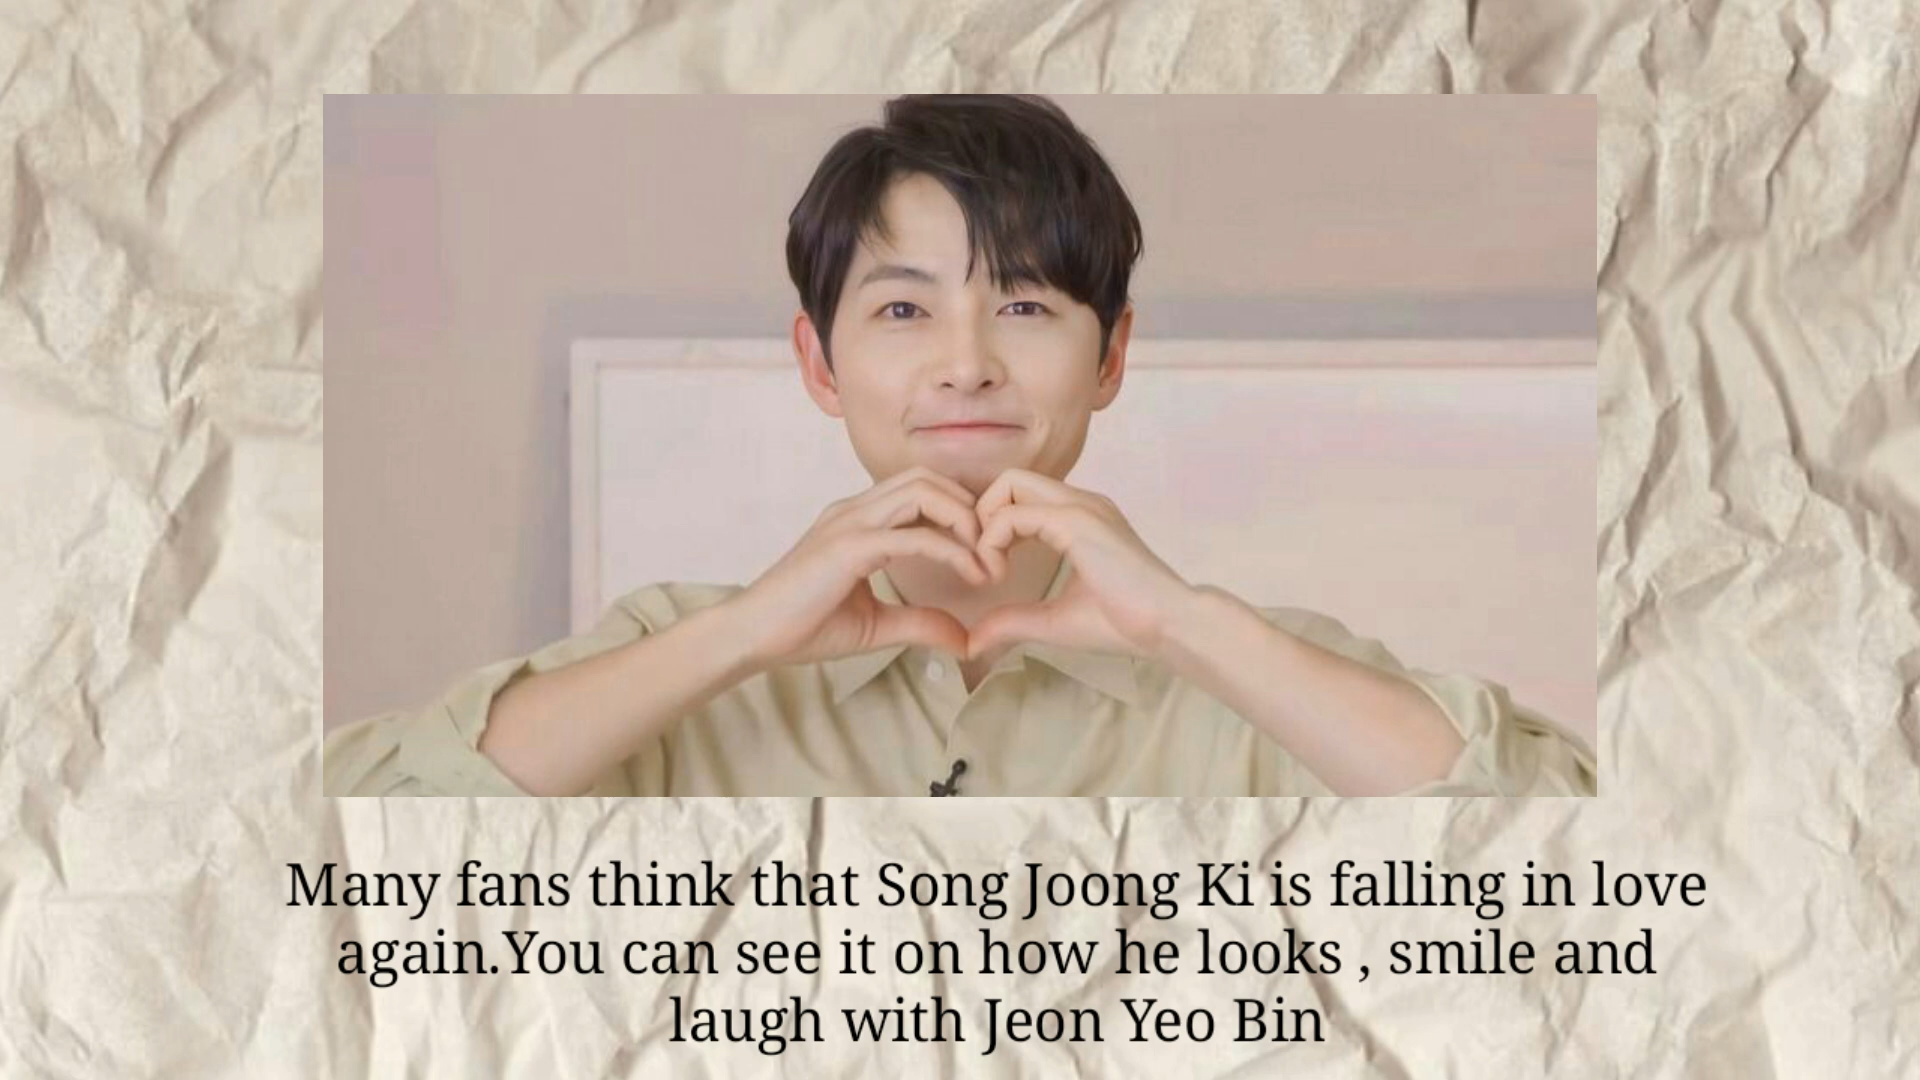 Many fans think that Song Joong Ki is falling in love
again.You can see it on how he looks , smile and
laugh with Jeon Yeo Bin